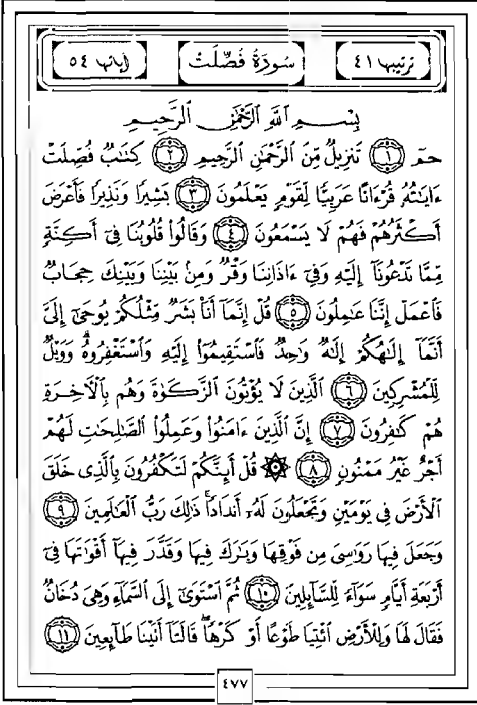 ترتيبها ٤١ سُورَةُ فُصِّلَتْ آياتها ٥٤
بِسْمِ اللَّهِ الرَّحْمَٰنِ الرَّحِيمِ
حمٓ ١ تَنزِيلٌ مِّنَ ٱلرَّحْمَٰنِ ٱلرَّحِيمِ ٢ كِتَٰبٌ فُصِّلَتْ
ءَايَٰتُهُۥ قُرْءَانًا عَرَبِيًّا لِّقَوْمٍ يَعْلَمُونَ ٣ بَشِيرًا وَنَذِيرًا فَأَعْرَضَ
أَكْثَرُهُمْ فَهُمْ لَا يَسْمَعُونَ ٤ وَقَالُوا۟ قُلُوبُنَا فِىٓ أَكِنَّةٍ
مِّمَّا تَدْعُونَآ إِلَيْهِ وَفِىٓ ءَاذَانِنَا وَقْرٌ وَمِنۢ بَيْنِنَا وَبَيْنِكَ حِجَابٌ
فَٱعْمَلْ إِنَّنَا عَٰمِلُونَ ٥ قُلْ إِنَّمَآ أَنَا۠ بَشَرٌ مِّثْلُكُمْ يُوحَىٰٓ إِلَىَّ
أَنَّمَآ إِلَٰهُكُمْ إِلَٰهٌ وَٰحِدٌ فَٱسْتَقِيمُوٓا۟ إِلَيْهِ وَٱسْتَغْفِرُوهُ ۗ وَوَيْلٌ
لِّلْمُشْرِكِينَ ٦ ٱلَّذِينَ لَا يُؤْتُونَ ٱلزَّكَوٰةَ وَهُم بِٱلْءَاخِرَةِ
هُمْ كَٰفِرُونَ ٧ إِنَّ ٱلَّذِينَ ءَامَنُوا۟ وَعَمِلُوا۟ ٱلصَّٰلِحَٰتِ لَهُمْ
أَجْرٌ غَيْرُ مَمْنُونٍ ٨ ۞ قُلْ أَئِنَّكُمْ لَتَكْفُرُونَ بِٱلَّذِى خَلَقَ
ٱلْأَرْضَ فِى يَوْمَيْنِ وَتَجْعَلُونَ لَهُۥٓ أَندَادًا ۚ ذَٰلِكَ رَبُّ ٱلْعَٰلَمِينَ ٩
وَجَعَلَ فِيهَا رَوَٰسِىَ مِن فَوْقِهَا وَبَٰرَكَ فِيهَا وَقَدَّرَ فِيهَآ أَقْوَٰتَهَا فِىٓ
أَرْبَعَةِ أَيَّامٍ سَوَآءً لِّلسَّآئِلِينَ ١٠ ثُمَّ ٱسْتَوَىٰٓ إِلَى ٱلسَّمَآءِ وَهِىَ دُخَانٌ
فَقَالَ لَهَا وَلِلْأَرْضِ ٱئْتِيَا طَوْعًا أَوْ كَرْهًا قَالَتَآ أَتَيْنَا طَآئِعِينَ ١١
٤٧٧